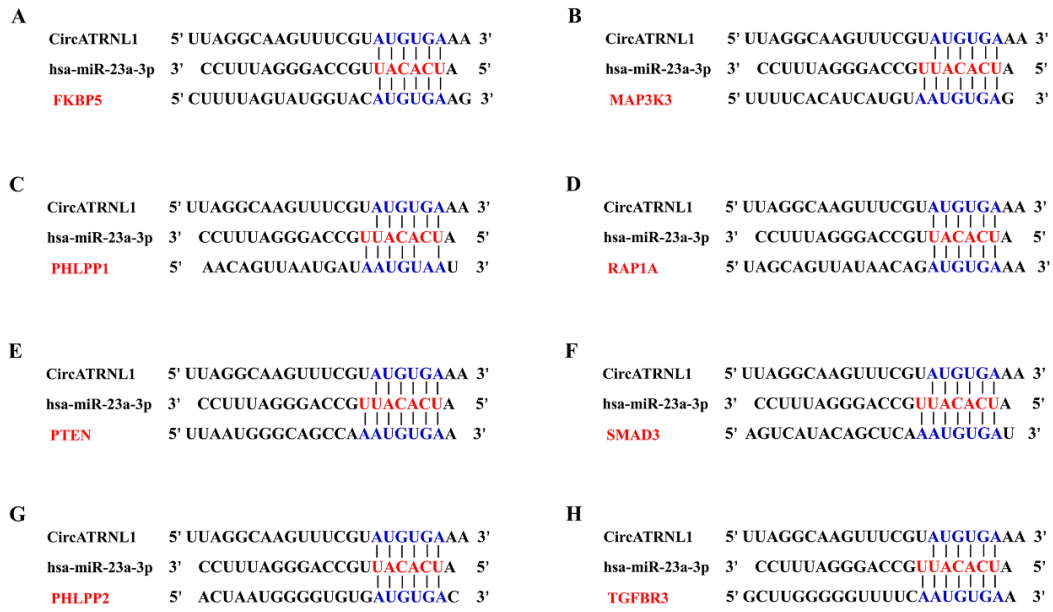 A
CircATRNL1 5’ UUAGGCAAGUUUCGUAUGUGAAA 3’
hsa-miR-23a-3p 3’ CCUUUAGGGACCGUUACACUA 5’
FKBP5 5’ CUUUUAGUAUGGUACAUGUGAAG 3’
B
CircATRNL1 5’ UUAGGCAAGUUUCGUAUGUGAAA 3’
hsa-miR-23a-3p 3’ CCUUUAGGGACCGUUACACUA 5’
MAP3K3 5’ UUUUCACAUCAUGUAAUGUGAG 3’
C
CircATRNL1 5’ UUAGGCAAGUUUCGUAUGUGAAA 3’
hsa-miR-23a-3p 3’ CCUUUAGGGACCGUUACACUA 5’
PHLPP1 5’ AACAGUUAAUGAUAAUGUAAU 3’
D
CircATRNL1 5’ UUAGGCAAGUUUCGUAUGUGAAA 3’
hsa-miR-23a-3p 3’ CCUUUAGGGACCGUUACACUA 5’
RAP1A 5’ UAGCAGUUAUAACAGAUGUGAAA 3’
E
CircATRNL1 5’ UUAGGCAAGUUUCGUAUGUGAAA 3’
hsa-miR-23a-3p 3’ CCUUUAGGGACCGUUACACUA 5’
PTEN 5’ UUAAUGGGCAGCCAAAUGUGAA 3’
F
CircATRNL1 5’ UUAGGCAAGUUUCGUAUGUGAAA 3’
hsa-miR-23a-3p 3’ CCUUUAGGGACCGUUACACUA 5’
SMAD3 5’ AGUCAUACAGCUCAAAUGUGAU 3’
G
CircATRNL1 5’ UUAGGCAAGUUUCGUAUGUGAAA 3’
hsa-miR-23a-3p 3’ CCUUUAGGGACCGUUACACUA 5’
PHLPP2 5’ ACUAAUGGGGUGUGAUGUGAC 3’
H
CircATRNL1 5’ UUAGGCAAGUUUCGUAUGUGAAA 3’
hsa-miR-23a-3p 3’ CCUUUAGGGACCGUUACACUA 5’
TGFBR3 5’ GCUUGGGGGUUUUCAAUGUGAA 3’